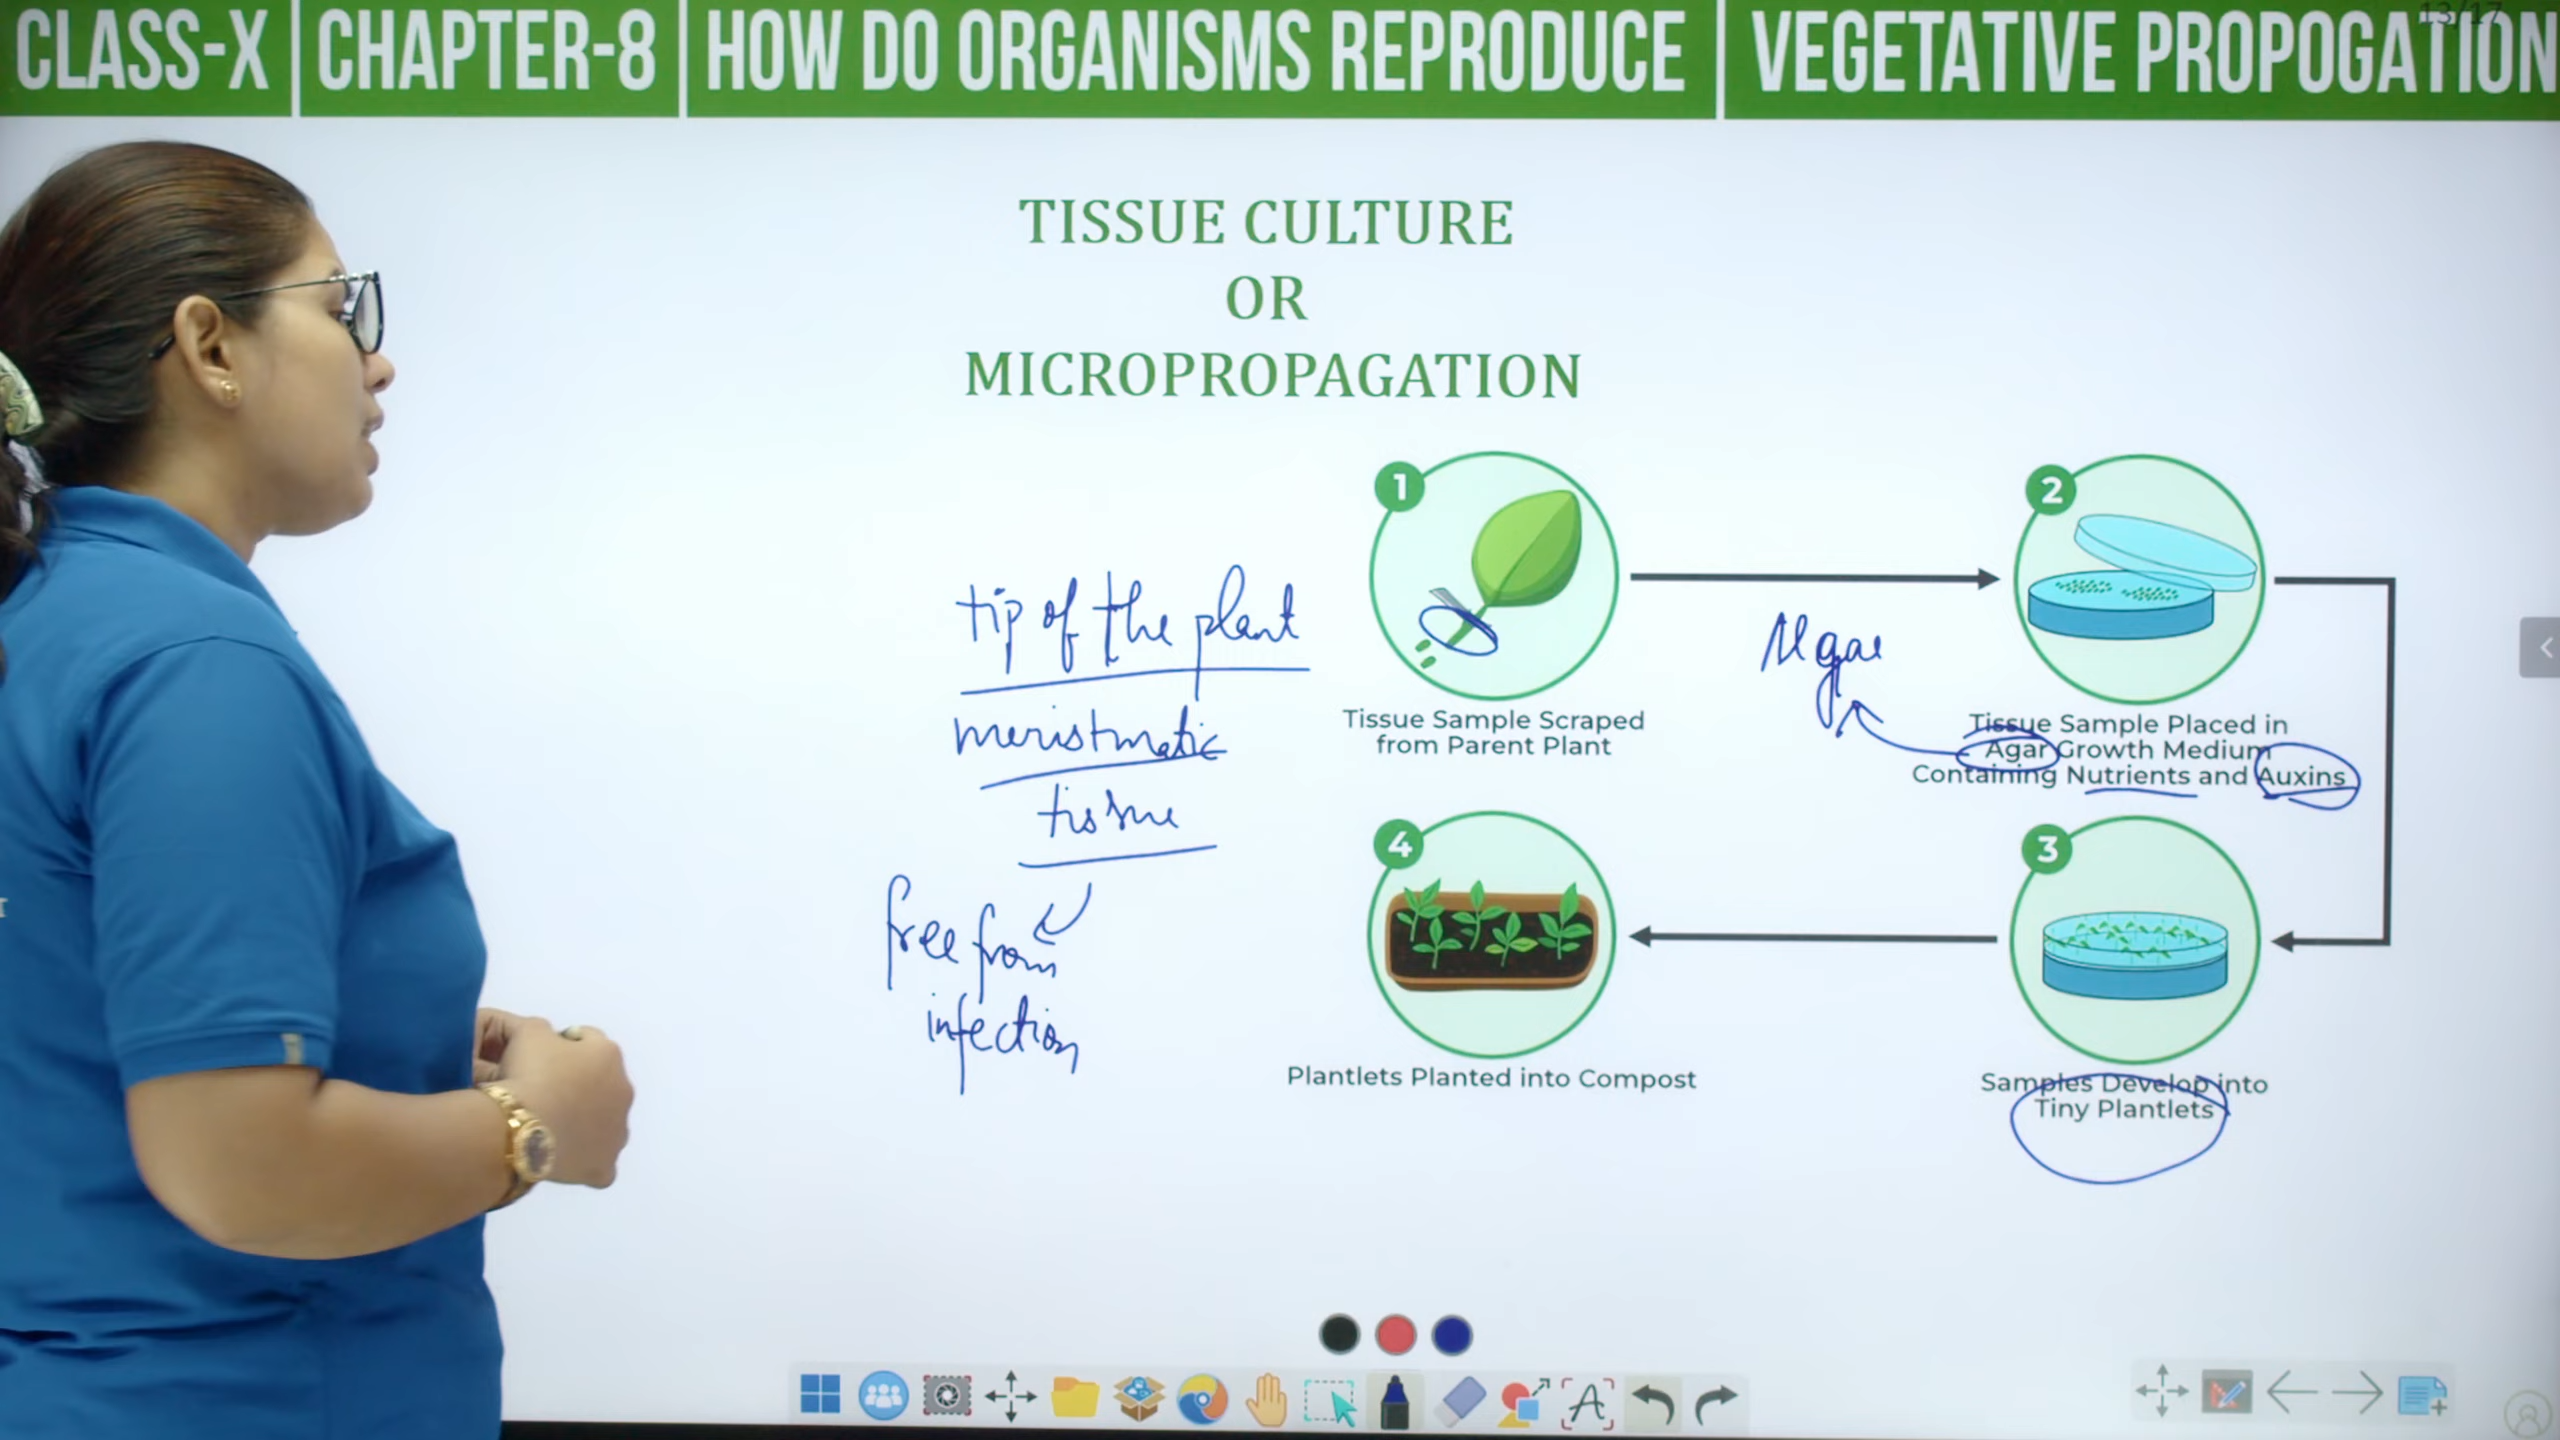 CLASS-X CHAPTER-8 HOW DO ORGANISMS REPRODUCE VEGETATIVE PROPOGATION
13/17
TISSUE CULTURE
OR
MICROPROPAGATION
1
2
tip of the plant
meristmatic
tissue
free from
infection
Tissue Sample Scraped
from Parent Plant
Algae
Tissue Sample Placed in
Agar Growth Medium
Containing Nutrients and Auxins
4
3
Plantlets Planted into Compost
Samples Develop into
Tiny Plantlets
A